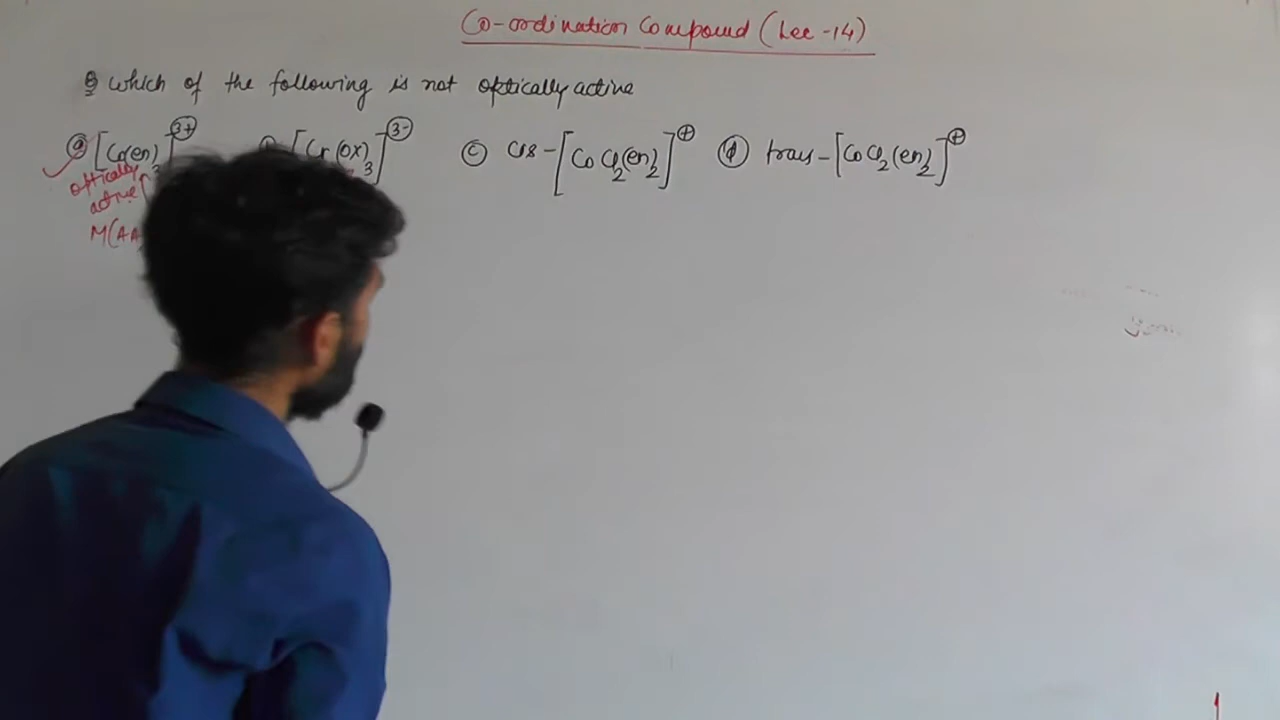 Co-ordination Compound (Lec-14)
Q which of the following is not optically active
(a) [Co(en)3]3+ [Cr(ox)3]3- (c) cis-[CoCl2(en)2]+ (d) trans-[CoCl2(en)2]+
optically
active
M(AA